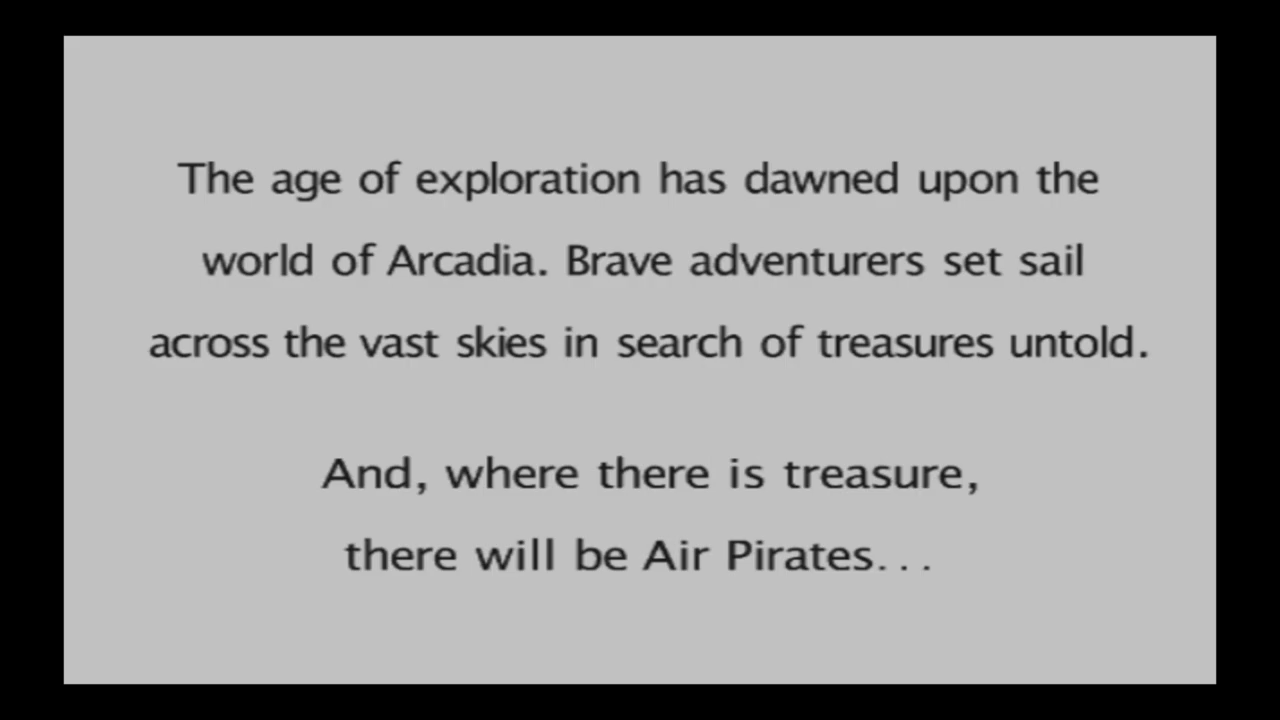 The age of exploration has dawned upon the
world of Arcadia. Brave adventurers set sail
across the vast skies in search of treasures untold.
And, where there is treasure,
there will be Air Pirates...